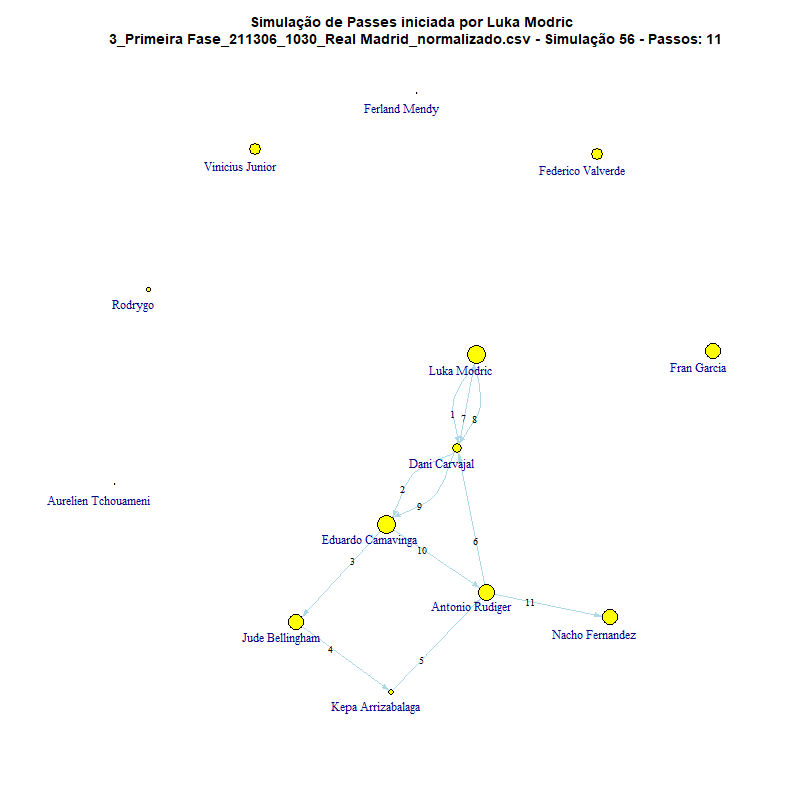 Simulação de Passes iniciada por Luka Modric
3_Primeira Fase_211306_1030_Real Madrid_normalizado.csv - Simulação 56 - Passos: 11
Ferland Mendy
Vinicius Junior
Federico Valverde
Rodrygo
Luka Modric
Fran Garcia
1
7
8
Dani Carvajal
2
Aurelien Tchouameni
9
Eduardo Camavinga
6
10
3
11
Antonio Rudiger
Jude Bellingham
Nacho Fernandez
4
5
Kepa Arrizabalaga